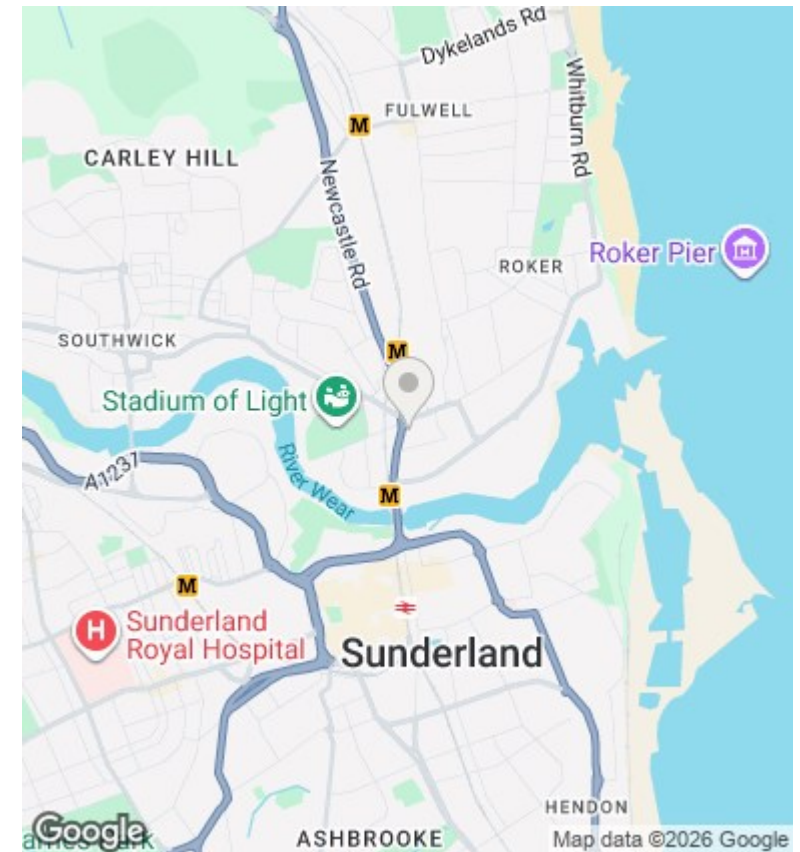 Dykelands Rd
FULWELL
M
Whitburn Rd
CARLEY HILL
Newcastle Rd
Roker Pier
ROKER
SOUTHWICK
M
Stadium of Light
River Wear
A1237
M
M
H
Sunderland
Royal Hospital
Sunderland
HENDON
Google
ASHBROOKE
Map data ©2026 Google